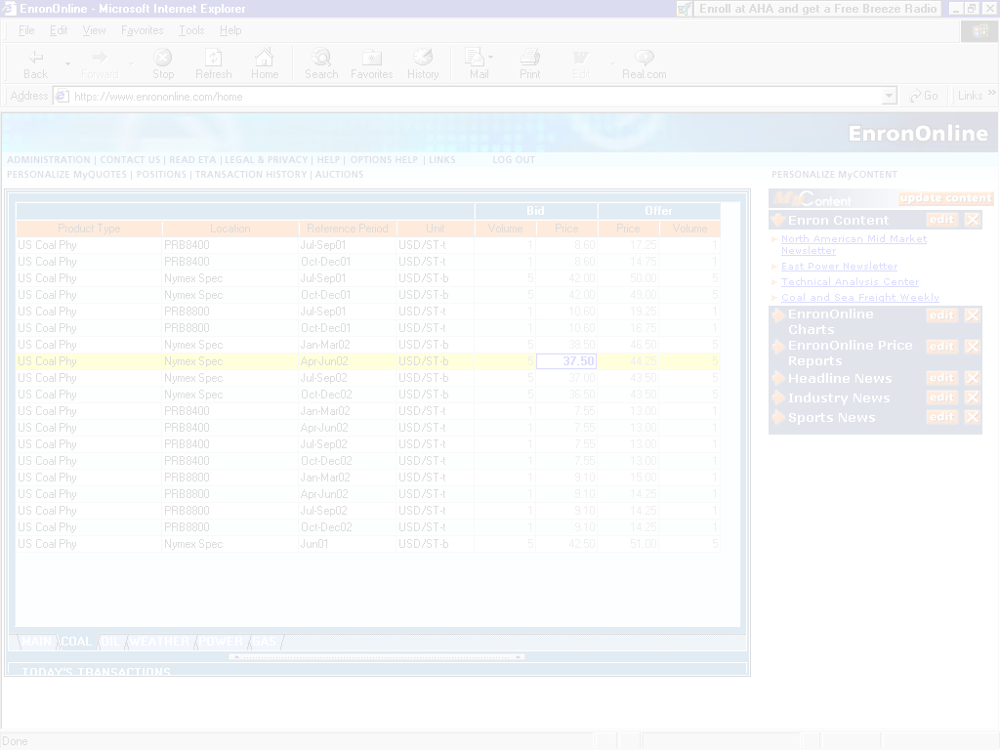 EnronOnline - Microsoft Internet Explorer
Enroll at AHA and get a Free Breeze Radio
File Edit View Favorites Tools Help
Back Forward Stop Refresh Home Search Favorites History Mail Print Edit Real.com
Address https://www.enrononline.com/home Go Links »
EnronOnline
ADMINISTRATION | CONTACT US | READ ETA | LEGAL & PRIVACY | HELP | OPTIONS HELP | LINKS LOG OUT
PERSONALIZE MyQUOTES | POSITIONS | TRANSACTION HISTORY | AUCTIONS
Bid Offer
Product Type Location Reference Period Unit Volume Price Price Volume
US Coal Phy PRB8400 Jul-Sep01 USD/ST-t 1 9.60 17.25 1
US Coal Phy PRB8400 Oct-Dec01 USD/ST-t 1 8.60 14.75 1
US Coal Phy Nymex Spec Jul-Sep01 USD/ST-b 5 42.00 50.00 5
US Coal Phy Nymex Spec Oct-Dec01 USD/ST-b 5 42.00 49.00 5
US Coal Phy PRB8800 Jul-Sep01 USD/ST-t 1 10.60 19.25 1
US Coal Phy PRB8800 Oct-Dec01 USD/ST-t 1 10.60 16.75 1
US Coal Phy Nymex Spec Jan-Mar02 USD/ST-b 5 38.50 46.50 5
US Coal Phy Nymex Spec Apr-Jun02 USD/ST-b 5 37.50 44.25 5
US Coal Phy Nymex Spec Jul-Sep02 USD/ST-b 5 37.00 43.50 5
US Coal Phy Nymex Spec Oct-Dec02 USD/ST-b 5 36.50 43.50 5
US Coal Phy PRB8400 Jan-Mar02 USD/ST-t 1 7.55 13.00 1
US Coal Phy PRB8400 Apr-Jun02 USD/ST-t 1 7.55 13.00 1
US Coal Phy PRB8400 Jul-Sep02 USD/ST-t 1 7.55 13.00 1
US Coal Phy PRB8400 Oct-Dec02 USD/ST-t 1 7.55 13.00 1
US Coal Phy PRB8800 Jan-Mar02 USD/ST-t 1 9.10 15.00 1
US Coal Phy PRB8800 Apr-Jun02 USD/ST-t 1 9.10 14.25 1
US Coal Phy PRB8800 Jul-Sep02 USD/ST-t 1 9.10 14.25 1
US Coal Phy PRB8800 Oct-Dec02 USD/ST-t 1 9.10 14.25 1
US Coal Phy Nymex Spec Jun01 USD/ST-b 5 42.50 51.00 5
MAIN COAL OIL WEATHER POWER GAS
TODAY'S TRANSACTIONS
PERSONALIZE MyCONTENT
My Content update content
Enron Content edit
North American Mid Market
Newsletter
East Power Newsletter
Technical Analysis Center
Coal and Sea Freight Weekly
EnronOnline edit
Charts
EnronOnline Price edit
Reports
Headline News edit
Industry News edit
Sports News edit
Done